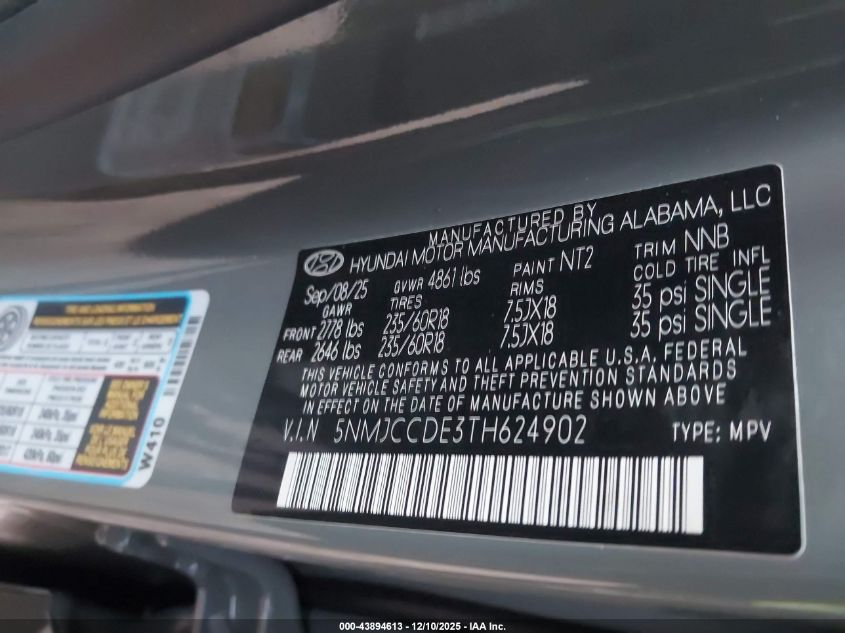 MANUFACTURED BY
HYUNDAI MOTOR MANUFACTURING ALABAMA, LLC
Sep/08/25 GVWR 4861 lbs PAINT NT2 TRIM NNB
GAWR TIRES RIMS COLD TIRE INFL
FRONT 2778 lbs 235/60R18 7.5JX18 35 psi SINGLE
REAR 2646 lbs 235/60R18 7.5JX18 35 psi SINGLE
THIS VEHICLE CONFORMS TO ALL APPLICABLE U.S.A. FEDERAL
MOTOR VEHICLE SAFETY AND THEFT PREVENTION STANDARDS
IN EFFECT ON THE DATE OF MANUFACTURE SHOWN ABOVE
V.I.N 5NMJCCDE3TH624902 TYPE: MPV
W410
000-43894613 - 12/10/2025 - IAA Inc.